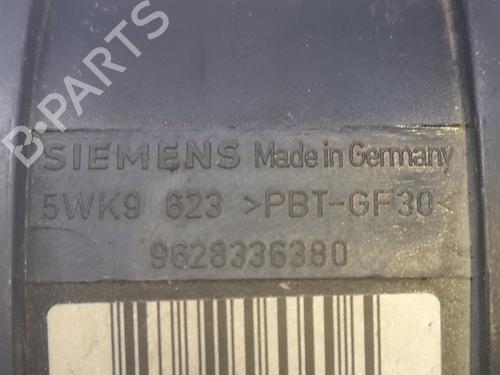 B-PARTS
SIEMENS Made in Germany
5WK9 623 >PBT-GF30<
9628336380